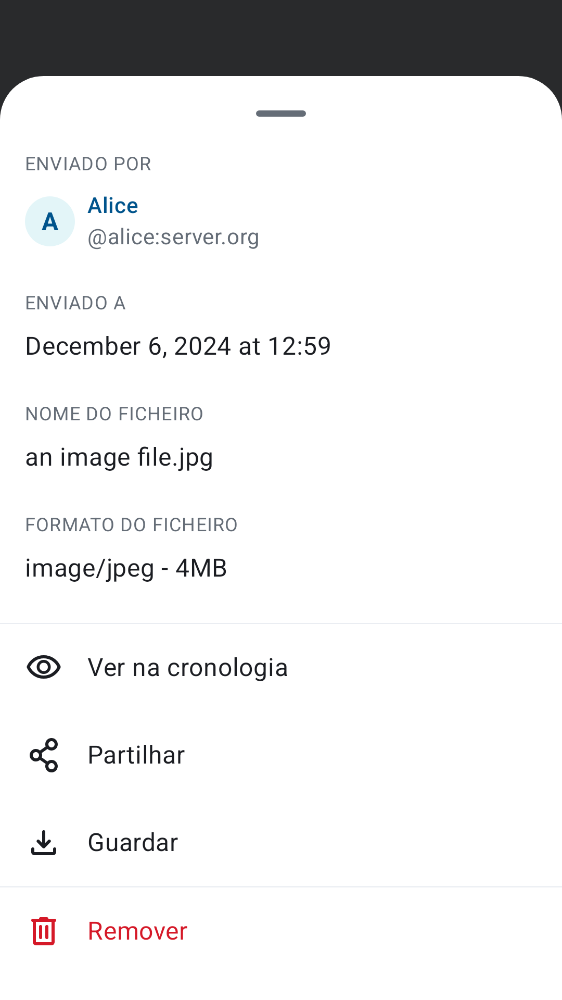 ENVIADO POR
A
Alice
@alice:server.org
ENVIADO A
December 6, 2024 at 12:59
NOME DO FICHEIRO
an image file.jpg
FORMATO DO FICHEIRO
image/jpeg - 4MB
Ver na cronologia
Partilhar
Guardar
Remover